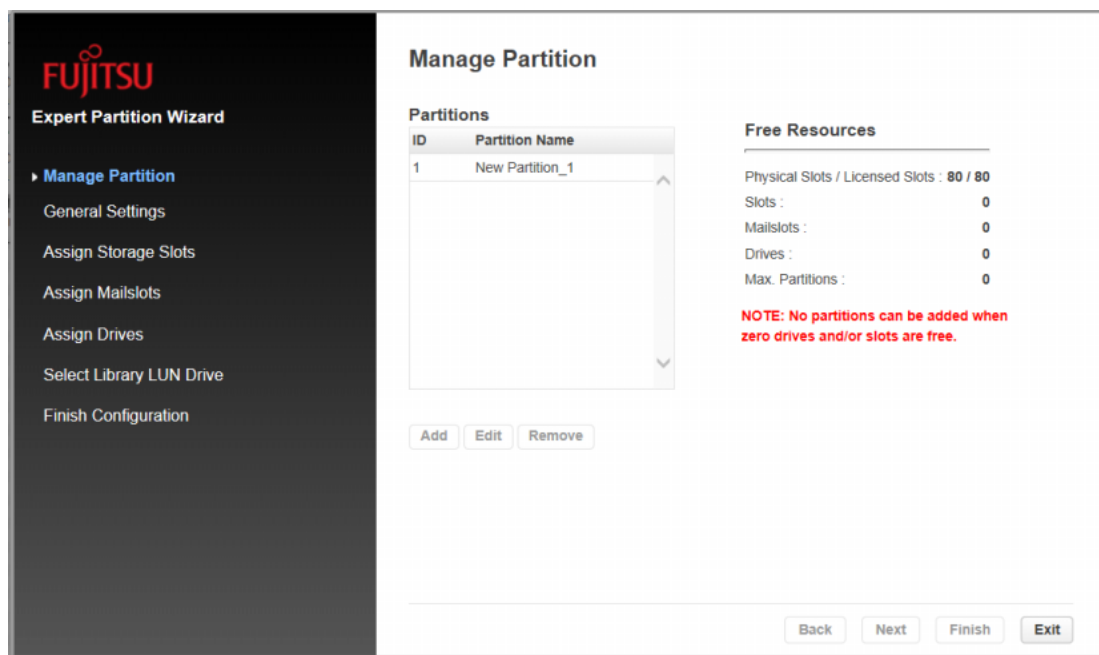 FUJITSU
Expert Partition Wizard
Manage Partition
General Settings
Assign Storage Slots
Assign Mailslots
Assign Drives
Select Library LUN Drive
Finish Configuration
Manage Partition
Partitions
ID Partition Name
1 New Partition_1
Add Edit Remove
Free Resources
Physical Slots / Licensed Slots : 80 / 80
Slots : 0
Mailslots : 0
Drives : 0
Max. Partitions : 0
NOTE: No partitions can be added when
zero drives and/or slots are free.
Back Next Finish Exit